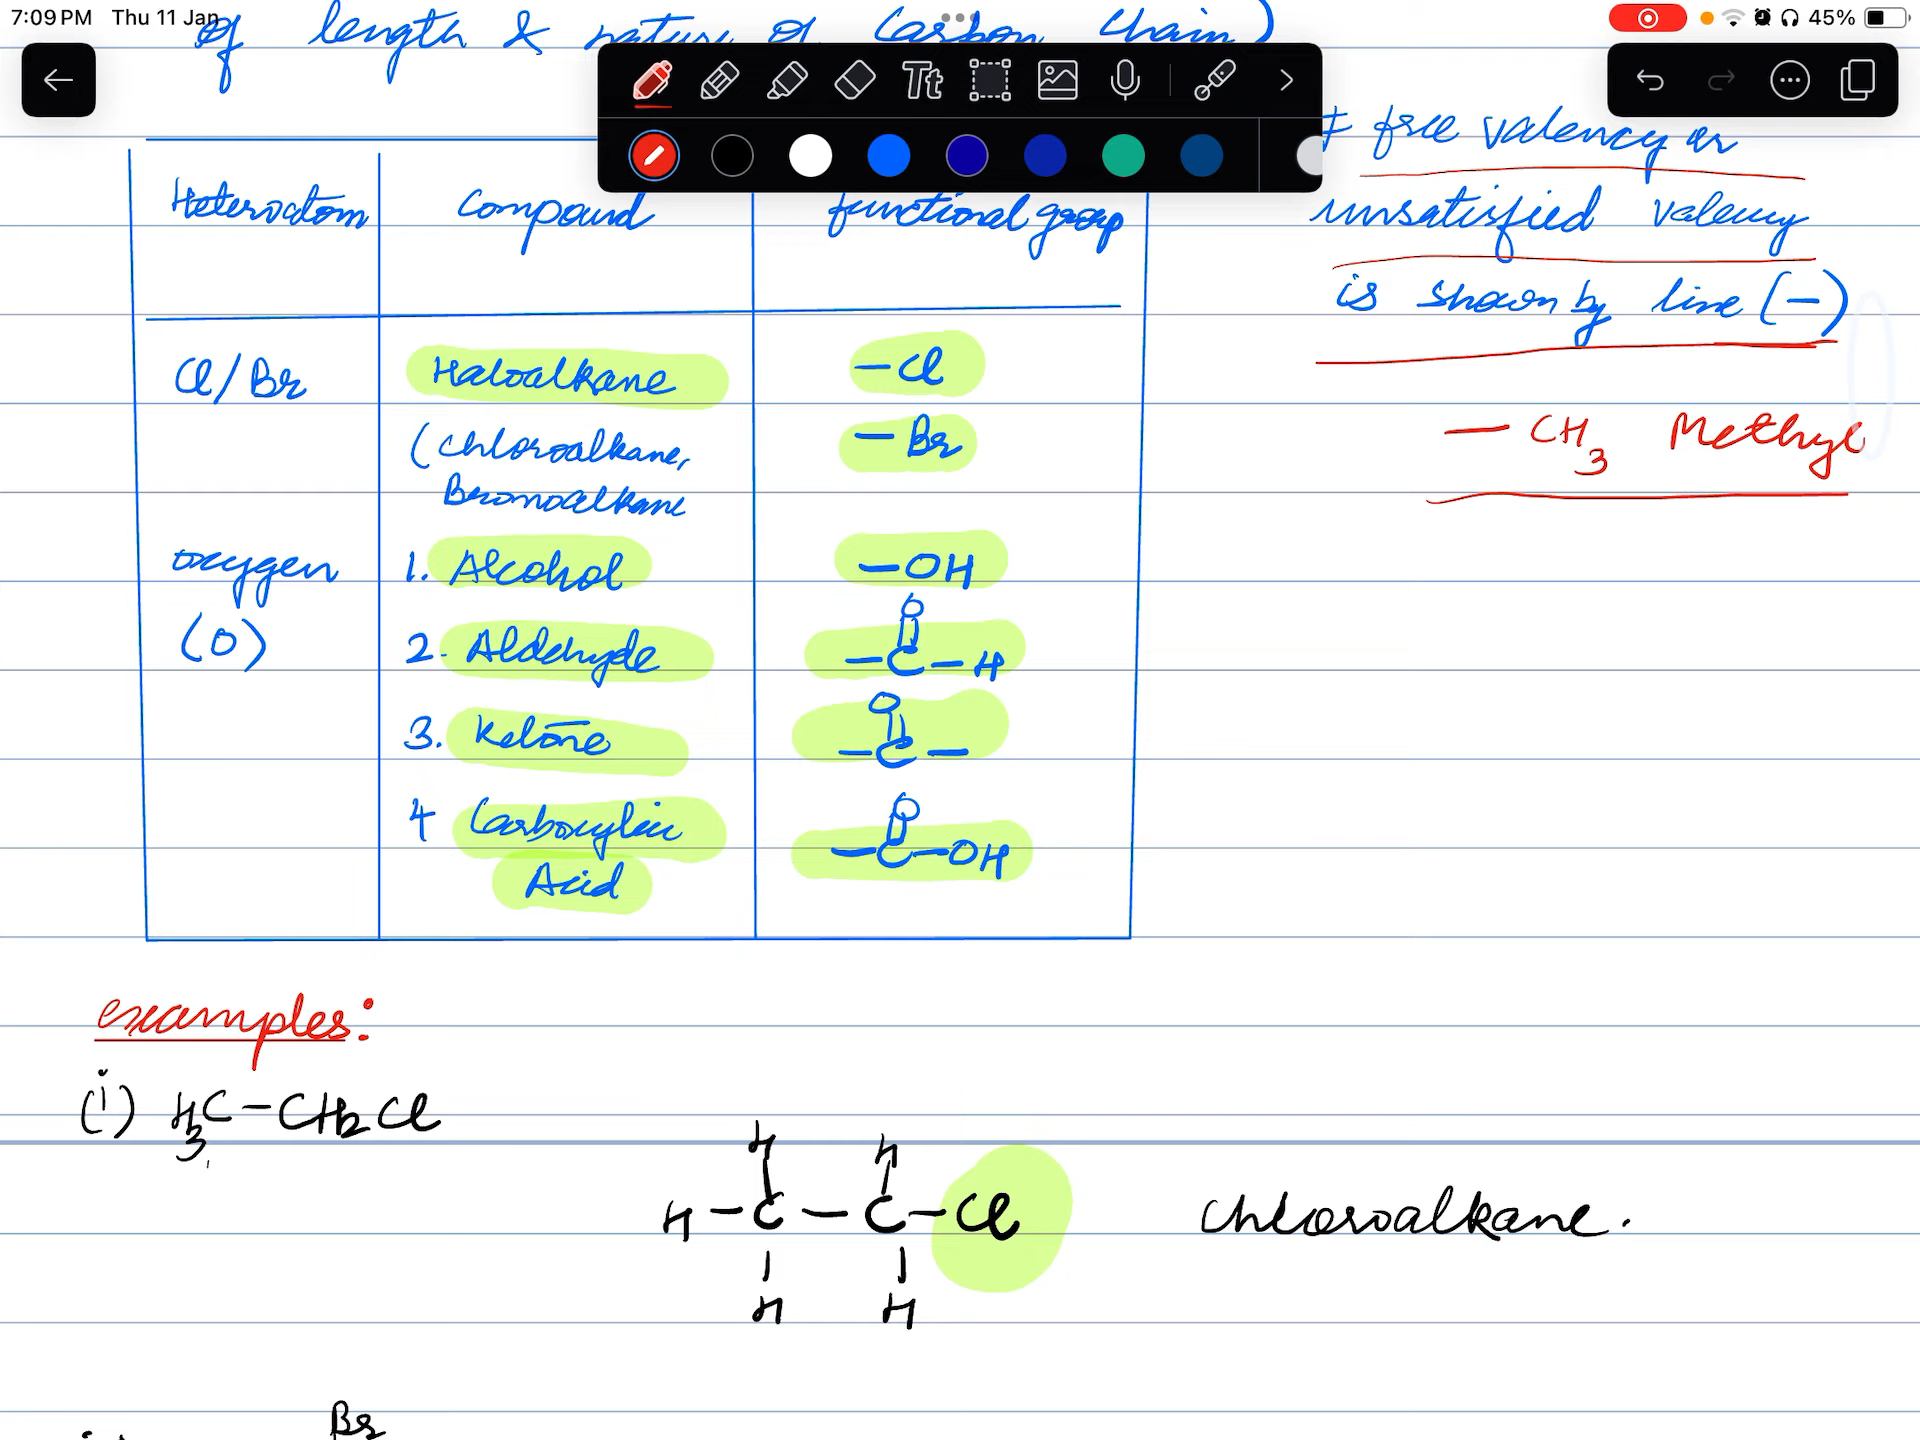 7:09 PM Thu 11 Jan
45%
of length & nature of Carbon Chain)
Tt
free valency or
unsatisfied valency
is shown by line (-)
— CH3 Methyl
Heteroatom Compound functional group
Cl/Br Haloalkane —Cl
(Chloroalkane, —Br
Bromoalkane
oxygen 1. Alcohol —OH
(O) 2. Aldehyde O
—C—H
3. Ketone O
—C—
4 Carboxylic O
Acid —C—OH
examples:
(i) H3C-CH2Cl
H H
H-C-C-Cl Chloroalkane.
H H
Br